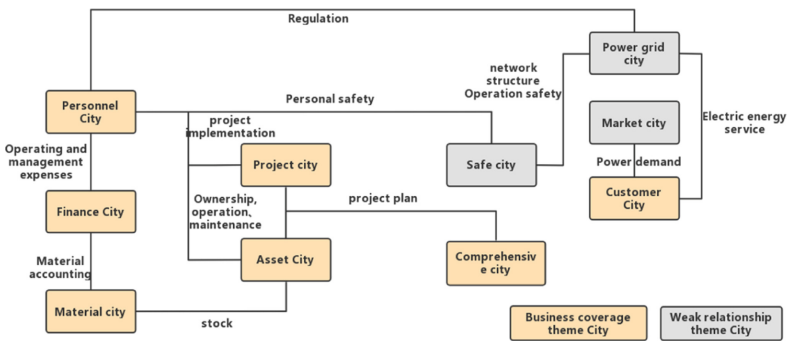 Regulation
Power grid
city
network
structure
Operation safety
Personnel
City
Personal safety
Market city
Electric energy
service
project
implementation
Operating and
management
expenses
Project city
Safe city
Power demand
Customer
City
Finance City
Ownership,
operation、
maintenance
project plan
Material
accounting
Asset City
Comprehensiv
e city
Material city
stock
Business coverage
theme City
Weak relationship
theme City